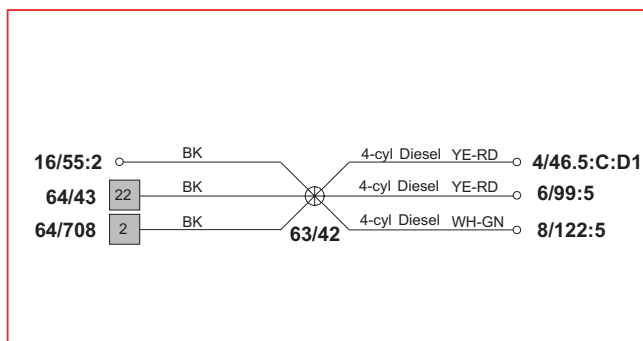 16/55:2 BK 4-cyl Diesel YE-RD 4/46.5:C:D1
64/43 22 BK 4-cyl Diesel YE-RD 6/99:5
64/708 2 BK 63/42 4-cyl Diesel WH-GN 8/122:5